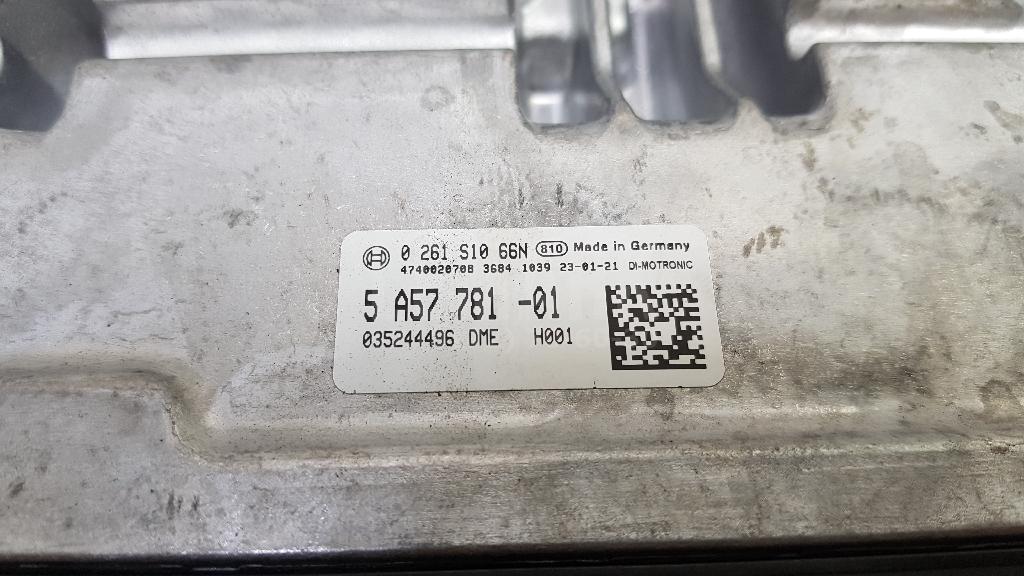 0 261 S10 66N 810 Made in Germany
4740020708 3684 1039 23-01-21 DI-MOTRONIC
5 A57 781 -01
035244496 DME H001